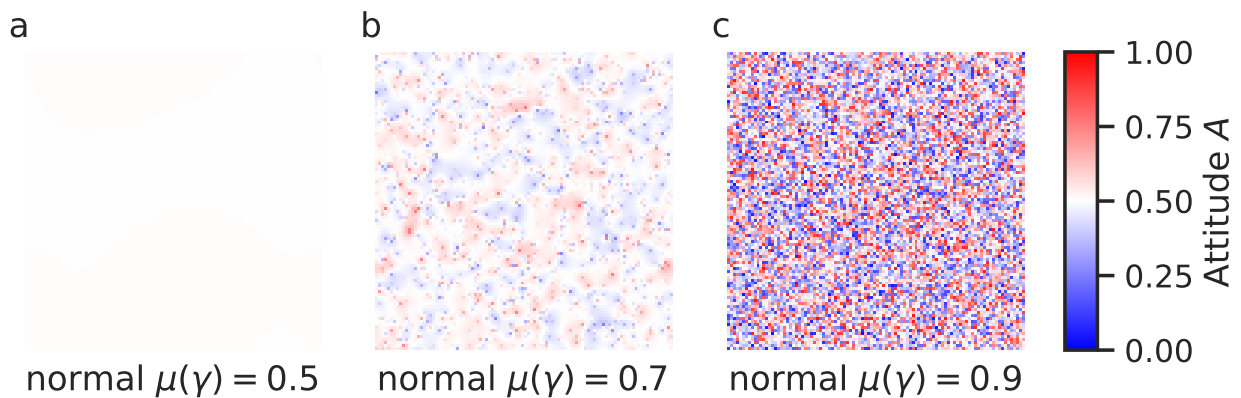 a
b
c
normal μ(γ) = 0.5
normal μ(γ) = 0.7
normal μ(γ) = 0.9
1.00
0.75
0.50
0.25
0.00
Attitude A